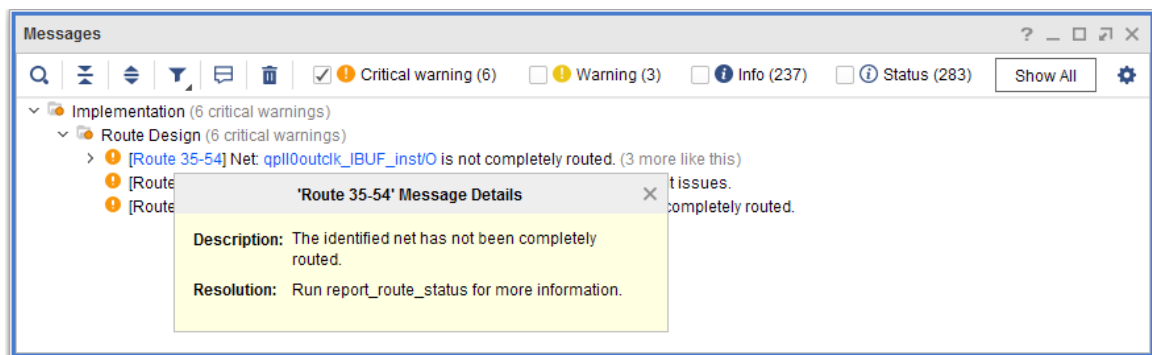 Messages
Critical warning (6) Warning (3) Info (237) Status (283) Show All
Implementation (6 critical warnings)
Route Design (6 critical warnings)
[Route 35-54] Net: qpll0outclk_IBUF_inst/O is not completely routed. (3 more like this)
[Route t issues.
[Route completely routed.
'Route 35-54' Message Details
Description: The identified net has not been completely
routed.
Resolution: Run report_route_status for more information.